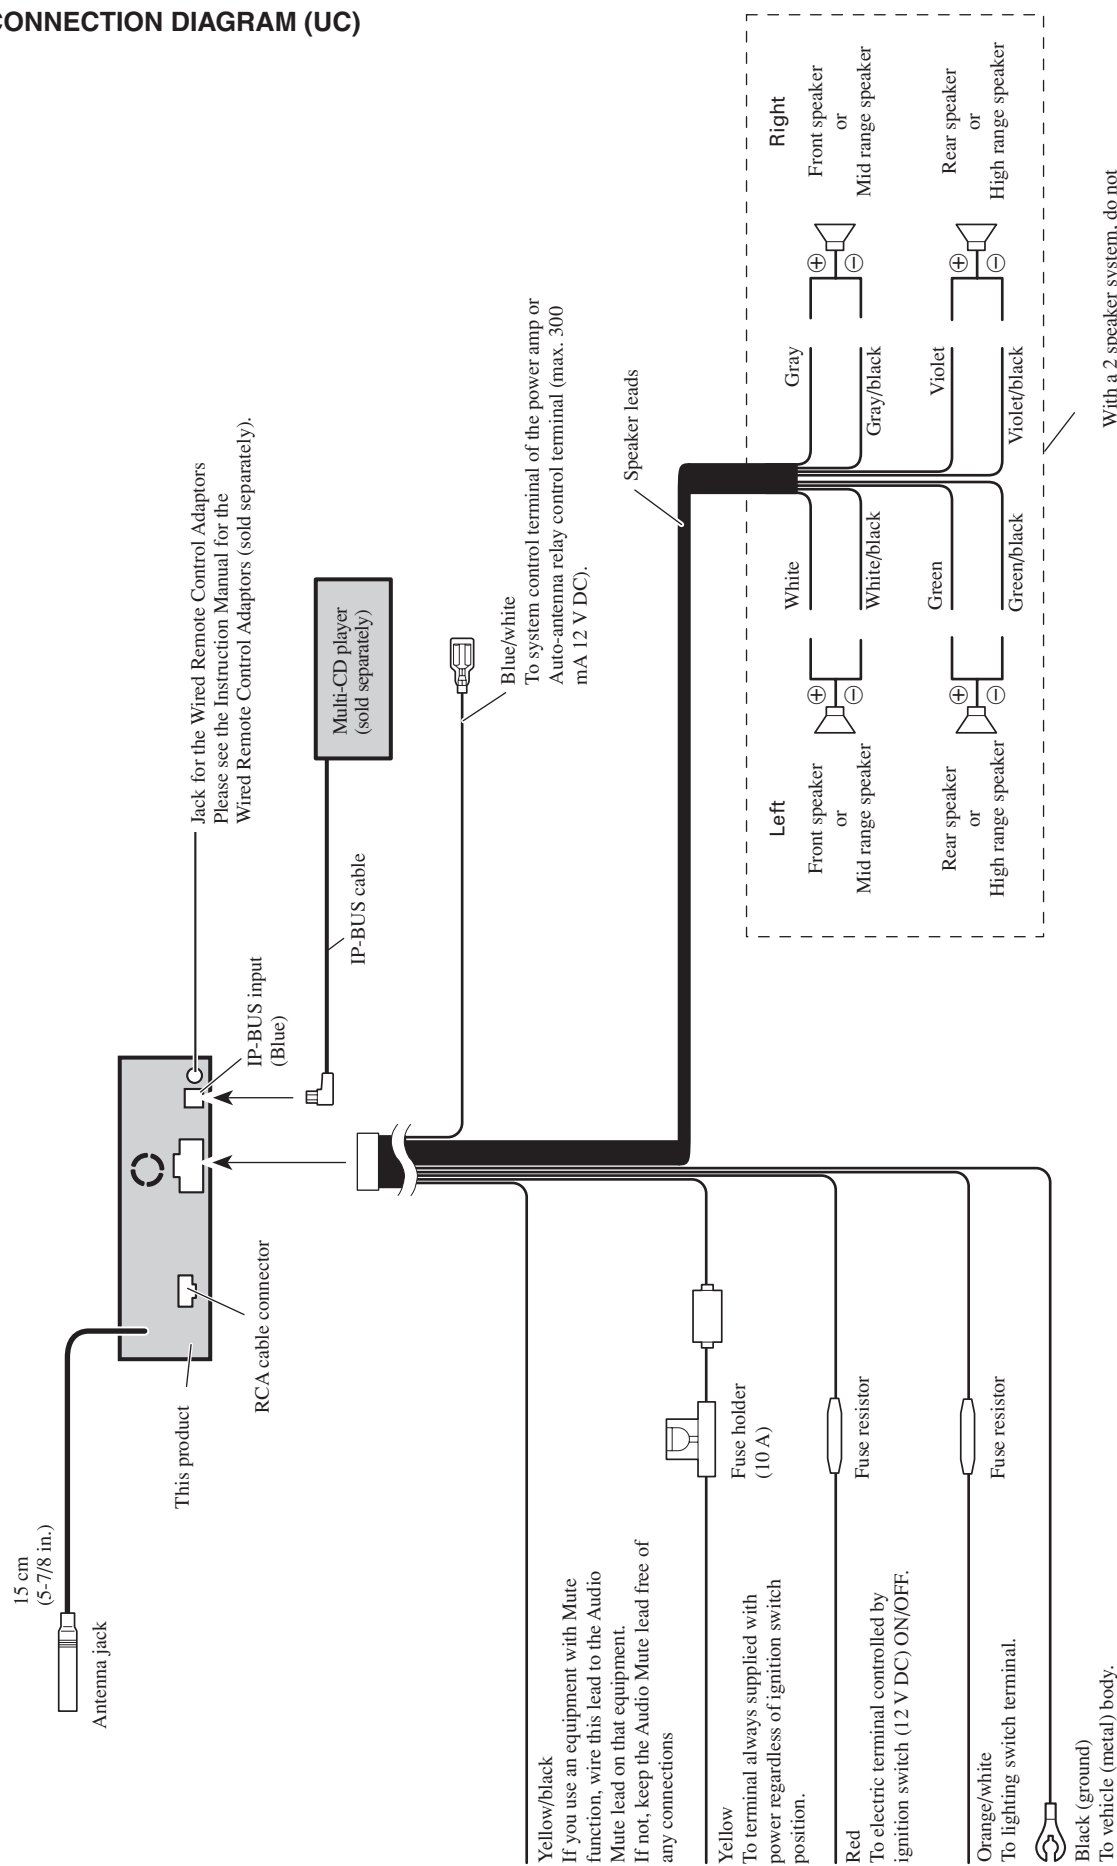 CONNECTION DIAGRAM (UC)
15 cm
(5-7/8 in.)
Antenna jack
This product
RCA cable connector
IP-BUS input
(Blue)
Jack for the Wired Remote Control Adaptors
Please see the Instruction Manual for the
Wired Remote Control Adaptors (sold separately).
IP-BUS cable
Multi-CD player
(sold separately)
Blue/white
To system control terminal of the power amp or
Auto-antenna relay control terminal (max. 300
mA 12 V DC).
Speaker leads
Yellow/black
If you use an equipment with Mute
function, wire this lead to the Audio
Mute lead on that equipment.
If not, keep the Audio Mute lead free of
any connections
Fuse holder
(10 A)
Yellow
To terminal always supplied with
power regardless of ignition switch
position.
Fuse resistor
Red
To electric terminal controlled by
ignition switch (12 V DC) ON/OFF.
Fuse resistor
Orange/white
To lighting switch terminal.
Black (ground)
To vehicle (metal) body.
Left
Front speaker
or
Mid range speaker
+
−
White
White/black
Rear speaker
or
High range speaker
+
−
Green
Green/black
Right
Gray
Gray/black
+
−
Front speaker
or
Mid range speaker
Violet
Violet/black
+
−
Rear speaker
or
High range speaker
With a 2 speaker system, do not